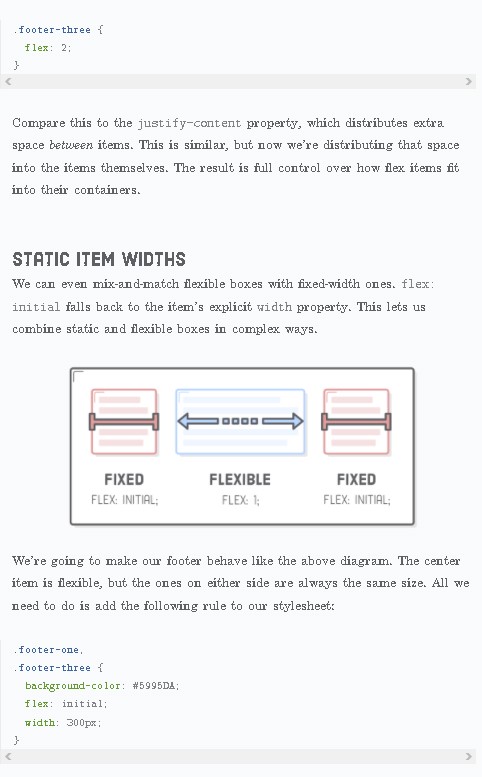 .footer-three {
  flex: 2;
}
Compare this to the justify-content property, which distributes extra
space between items. This is similar, but now we’re distributing that space
into the items themselves. The result is full control over how flex items fit
into their containers.
STATIC ITEM WIDTHS
We can even mix-and-match flexible boxes with fixed-width ones. flex:
initial falls back to the item’s explicit width property. This lets us
combine static and flexible boxes in complex ways.
FIXED FLEXIBLE FIXED
FLEX: INITIAL; FLEX: 1; FLEX: INITIAL;
We’re going to make our footer behave like the above diagram. The center
item is flexible, but the ones on either side are always the same size. All we
need to do is add the following rule to our stylesheet:
.footer-one,
.footer-three {
  background-color: #5995DA;
  flex: initial;
  width: 300px;
}